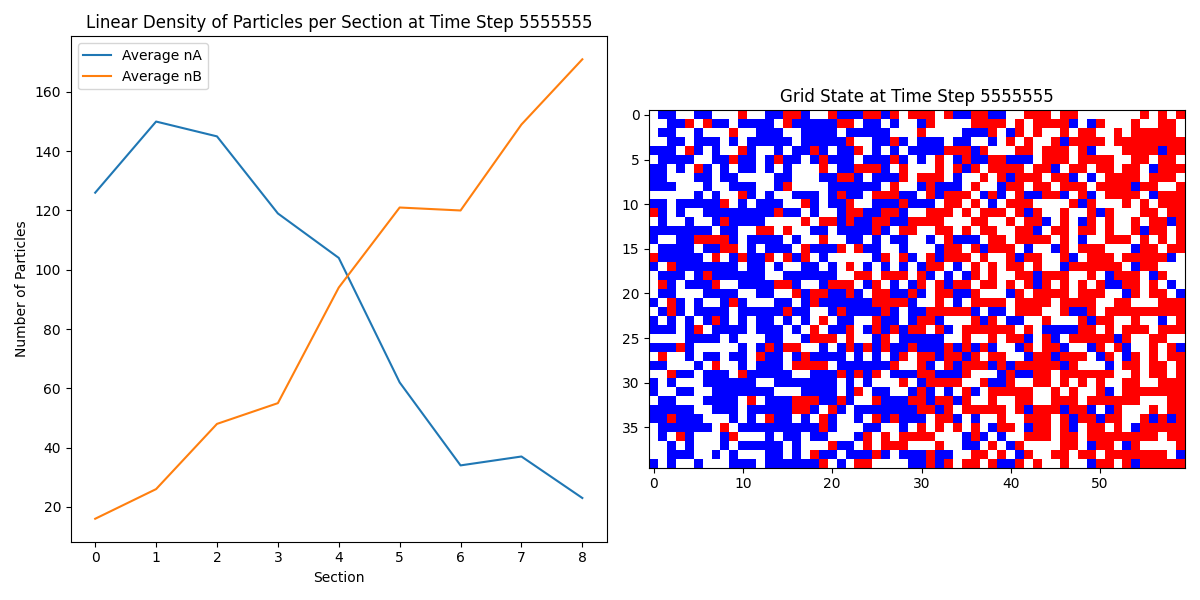 Linear Density of Particles per Section at Time Step 5555555
Average nA
Average nB
160
140
120
100
80
60
40
20
Number of Particles
0 1 2 3 4 5 6 7 8
Section
Grid State at Time Step 5555555
0
5
10
15
20
25
30
35
0 10 20 30 40 50